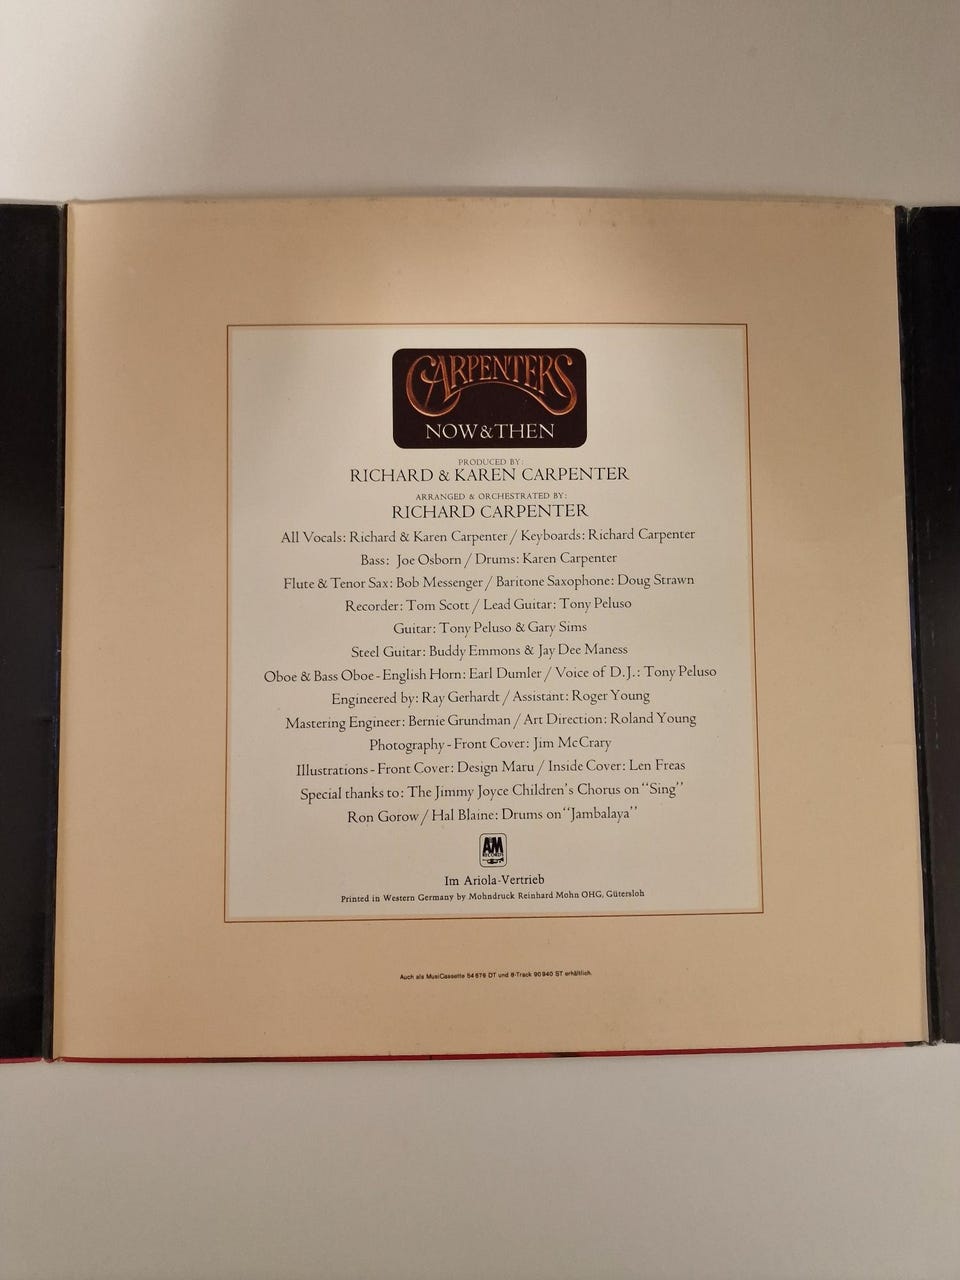 CARPENTERS
NOW & THEN
PRODUCED BY:
RICHARD & KAREN CARPENTER
ARRANGED & ORCHESTRATED BY:
RICHARD CARPENTER
All Vocals: Richard & Karen Carpenter / Keyboards: Richard Carpenter
Bass: Joe Osborn / Drums: Karen Carpenter
Flute & Tenor Sax: Bob Messenger / Baritone Saxophone: Doug Strawn
Recorder: Tom Scott / Lead Guitar: Tony Peluso
Guitar: Tony Peluso & Gary Sims
Steel Guitar: Buddy Emmons & Jay Dee Maness
Oboe & Bass Oboe - English Horn: Earl Dumler / Voice of D.J.: Tony Peluso
Engineered by: Ray Gerhardt / Assistant: Roger Young
Mastering Engineer: Bernie Grundman / Art Direction: Roland Young
Photography - Front Cover: Jim McCrary
Illustrations - Front Cover: Design Maru / Inside Cover: Len Freas
Special thanks to: The Jimmy Joyce Children's Chorus on "Sing"
Ron Gorow / Hal Blaine: Drums on "Jambalaya"
A&M
RECORDS
Im Ariola-Vertrieb
Printed in Western Germany by Mohndruck Reinhard Mohn OHG, Gütersloh
Auch als MusiCassette 54 676 DT und 8-Track 90 940 ST erhältlich.